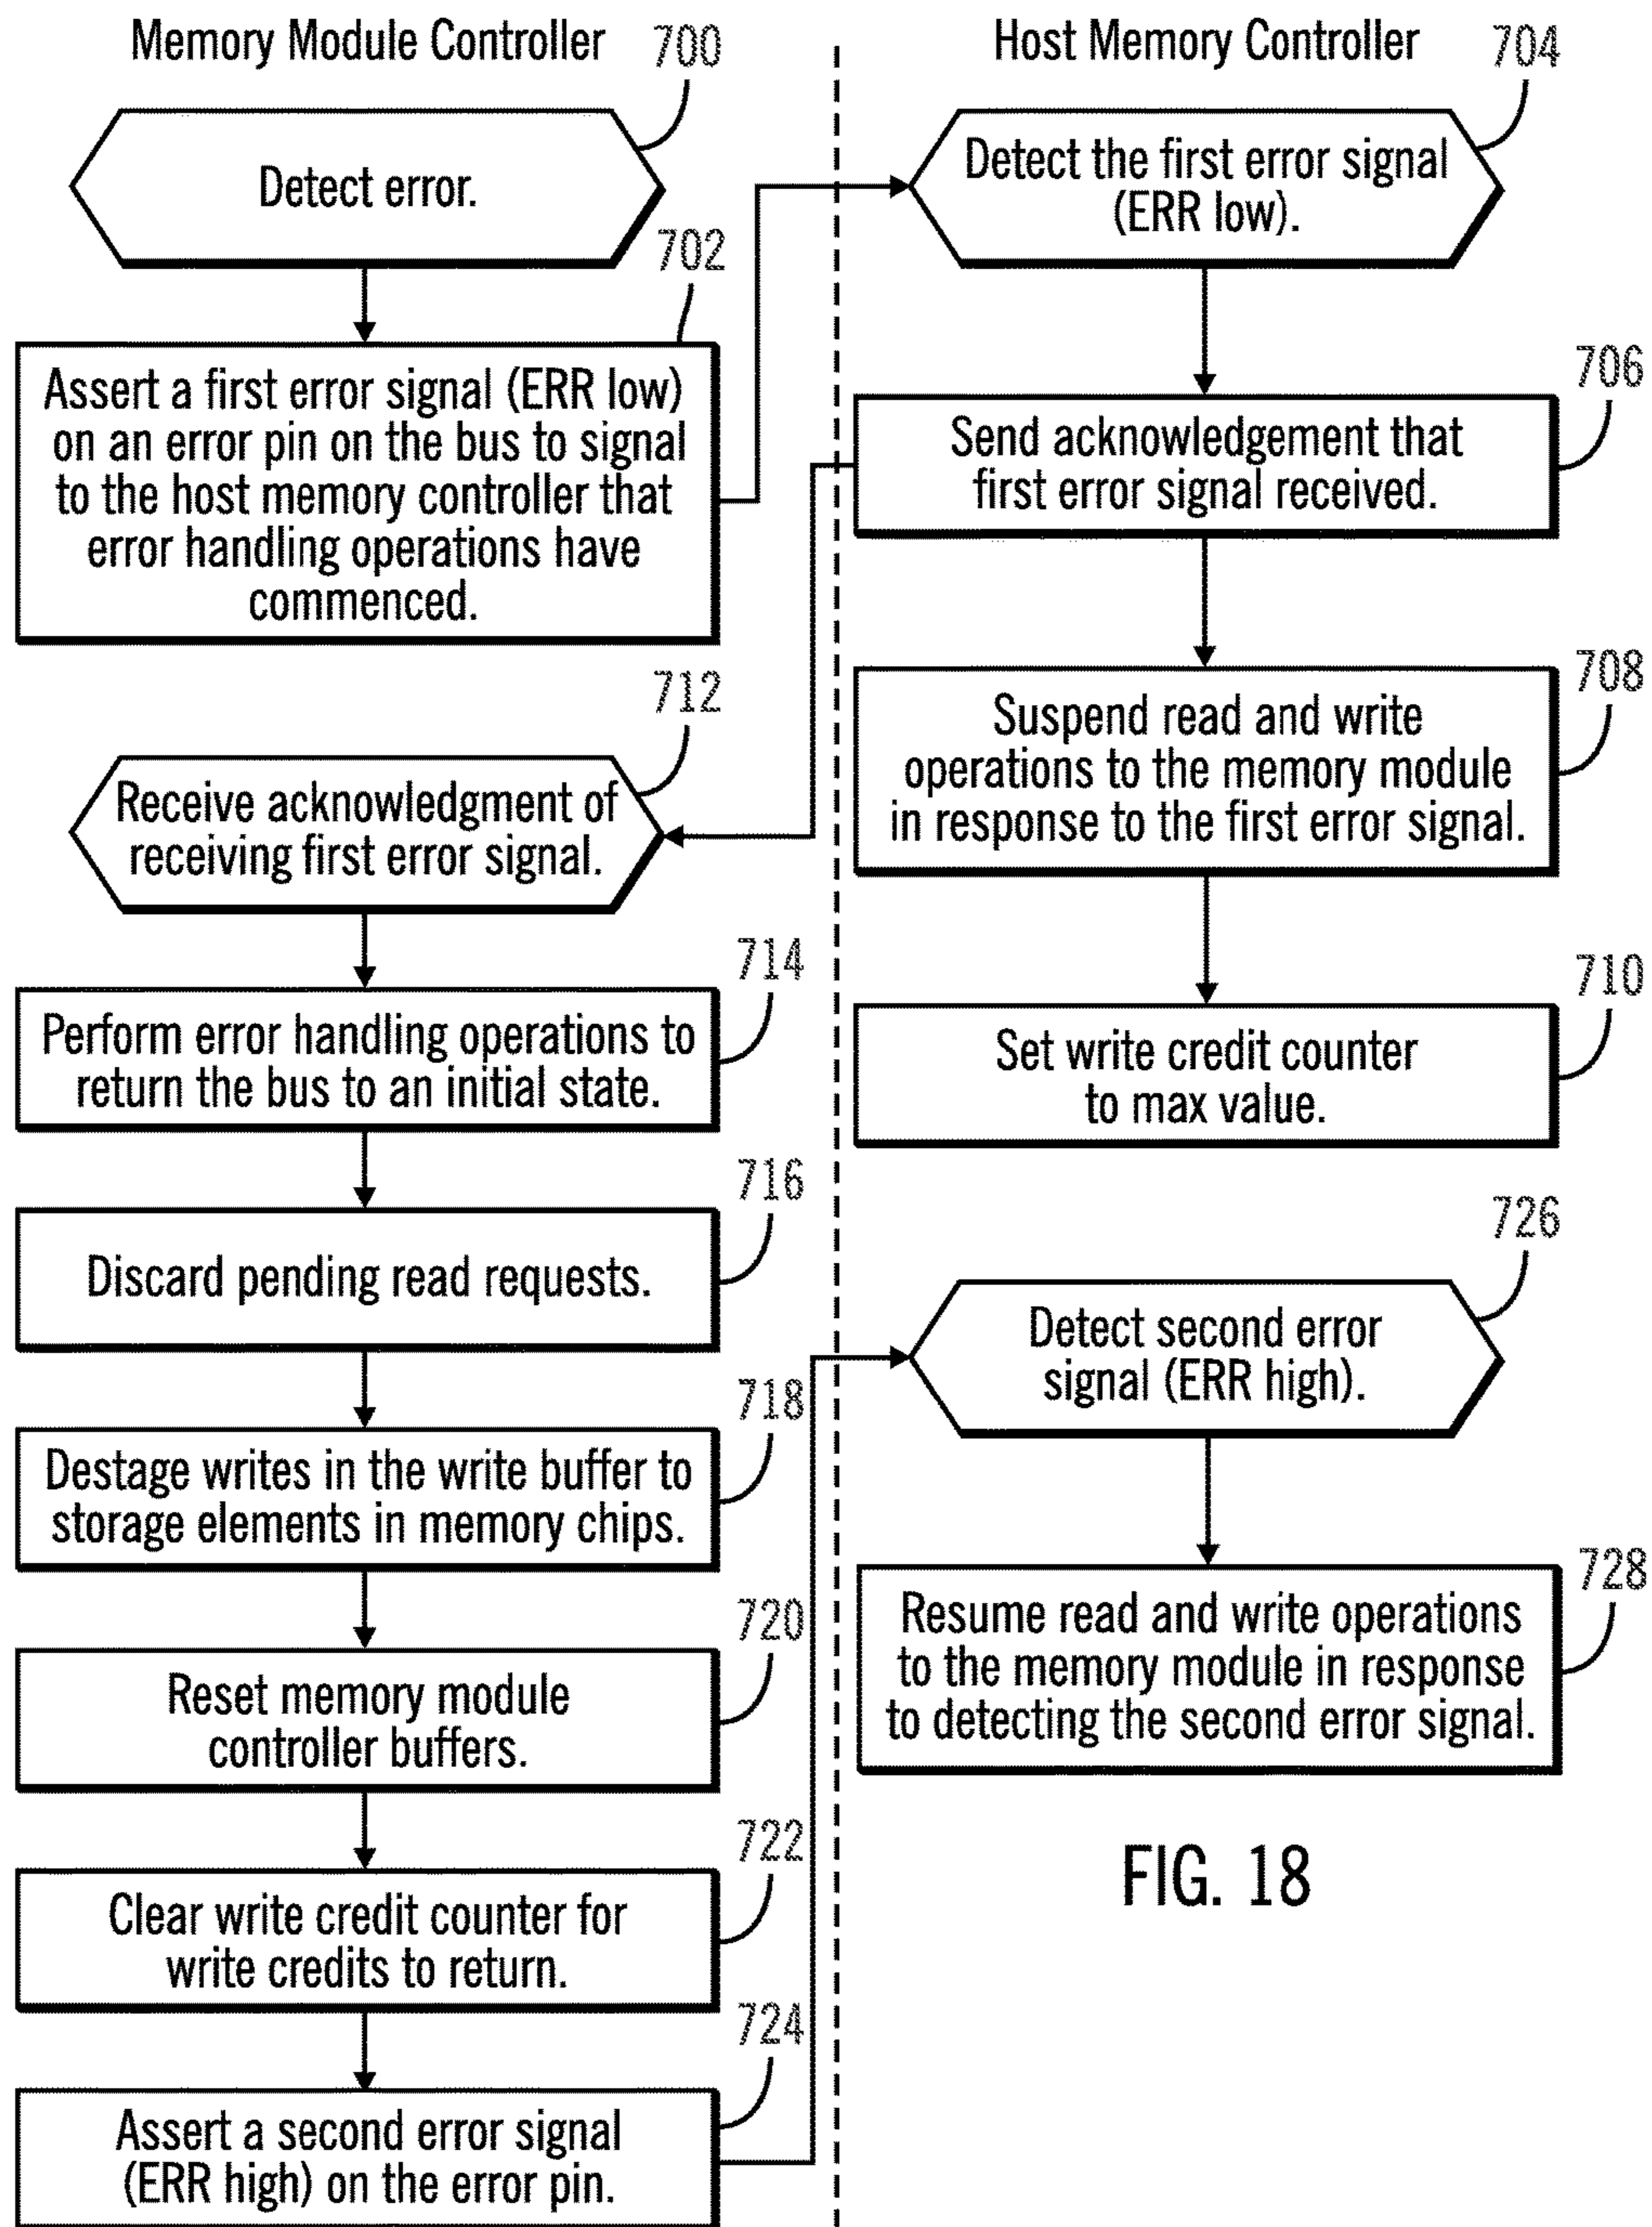 Memory Module Controller
700
Detect error.
702
Assert a first error signal (ERR low)
on an error pin on the bus to signal
to the host memory controller that
error handling operations have
commenced.
712
Receive acknowledgment of
receiving first error signal.
714
Perform error handling operations to
return the bus to an initial state.
716
Discard pending read requests.
718
Destage writes in the write buffer to
storage elements in memory chips.
720
Reset memory module
controller buffers.
722
Clear write credit counter for
write credits to return.
724
Assert a second error signal
(ERR high) on the error pin.
Host Memory Controller
704
Detect the first error signal
(ERR low).
706
Send acknowledgement that
first error signal received.
708
Suspend read and write
operations to the memory module
in response to the first error signal.
710
Set write credit counter
to max value.
726
Detect second error
signal (ERR high).
728
Resume read and write operations
to the memory module in response
to detecting the second error signal.
FIG. 18